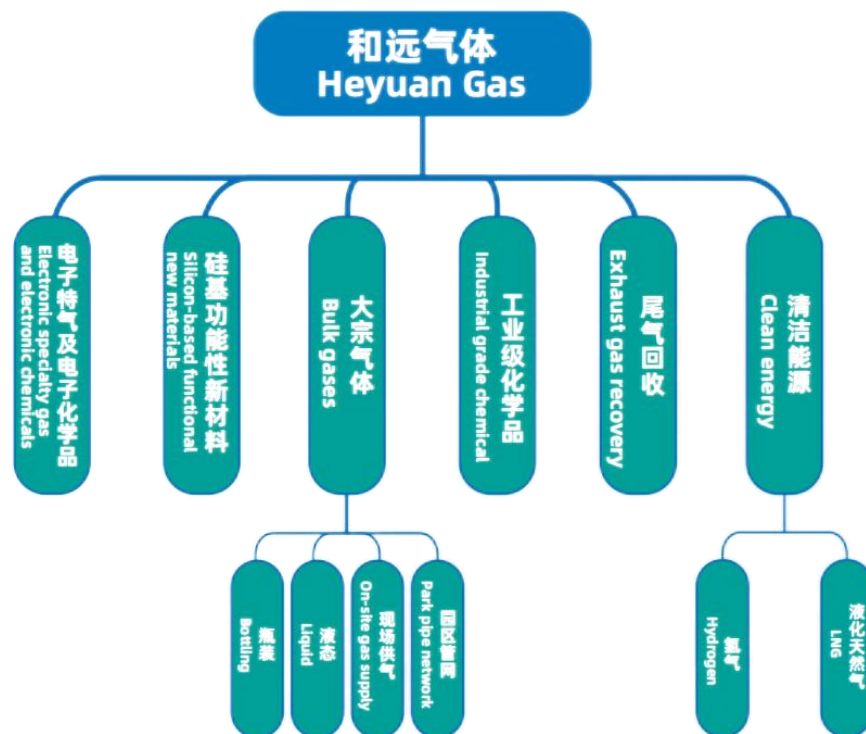 和远气体
Heyuan Gas
电子特气及电子化学品
Electronic specialty gas
and electronic chemicals
硅基功能性新材料
Silicon-based functional
new materials
大宗气体
Bulk gases
工业级化学品
Industrial grade chemical
尾气回收
Exhaust gas recovery
清洁能源
Clean energy
瓶装
Bottling
液态
Liquid
现场供气
On-site gas supply
园区管网
Park pipe network
氢气
Hydrogen
液化天然气
LNG